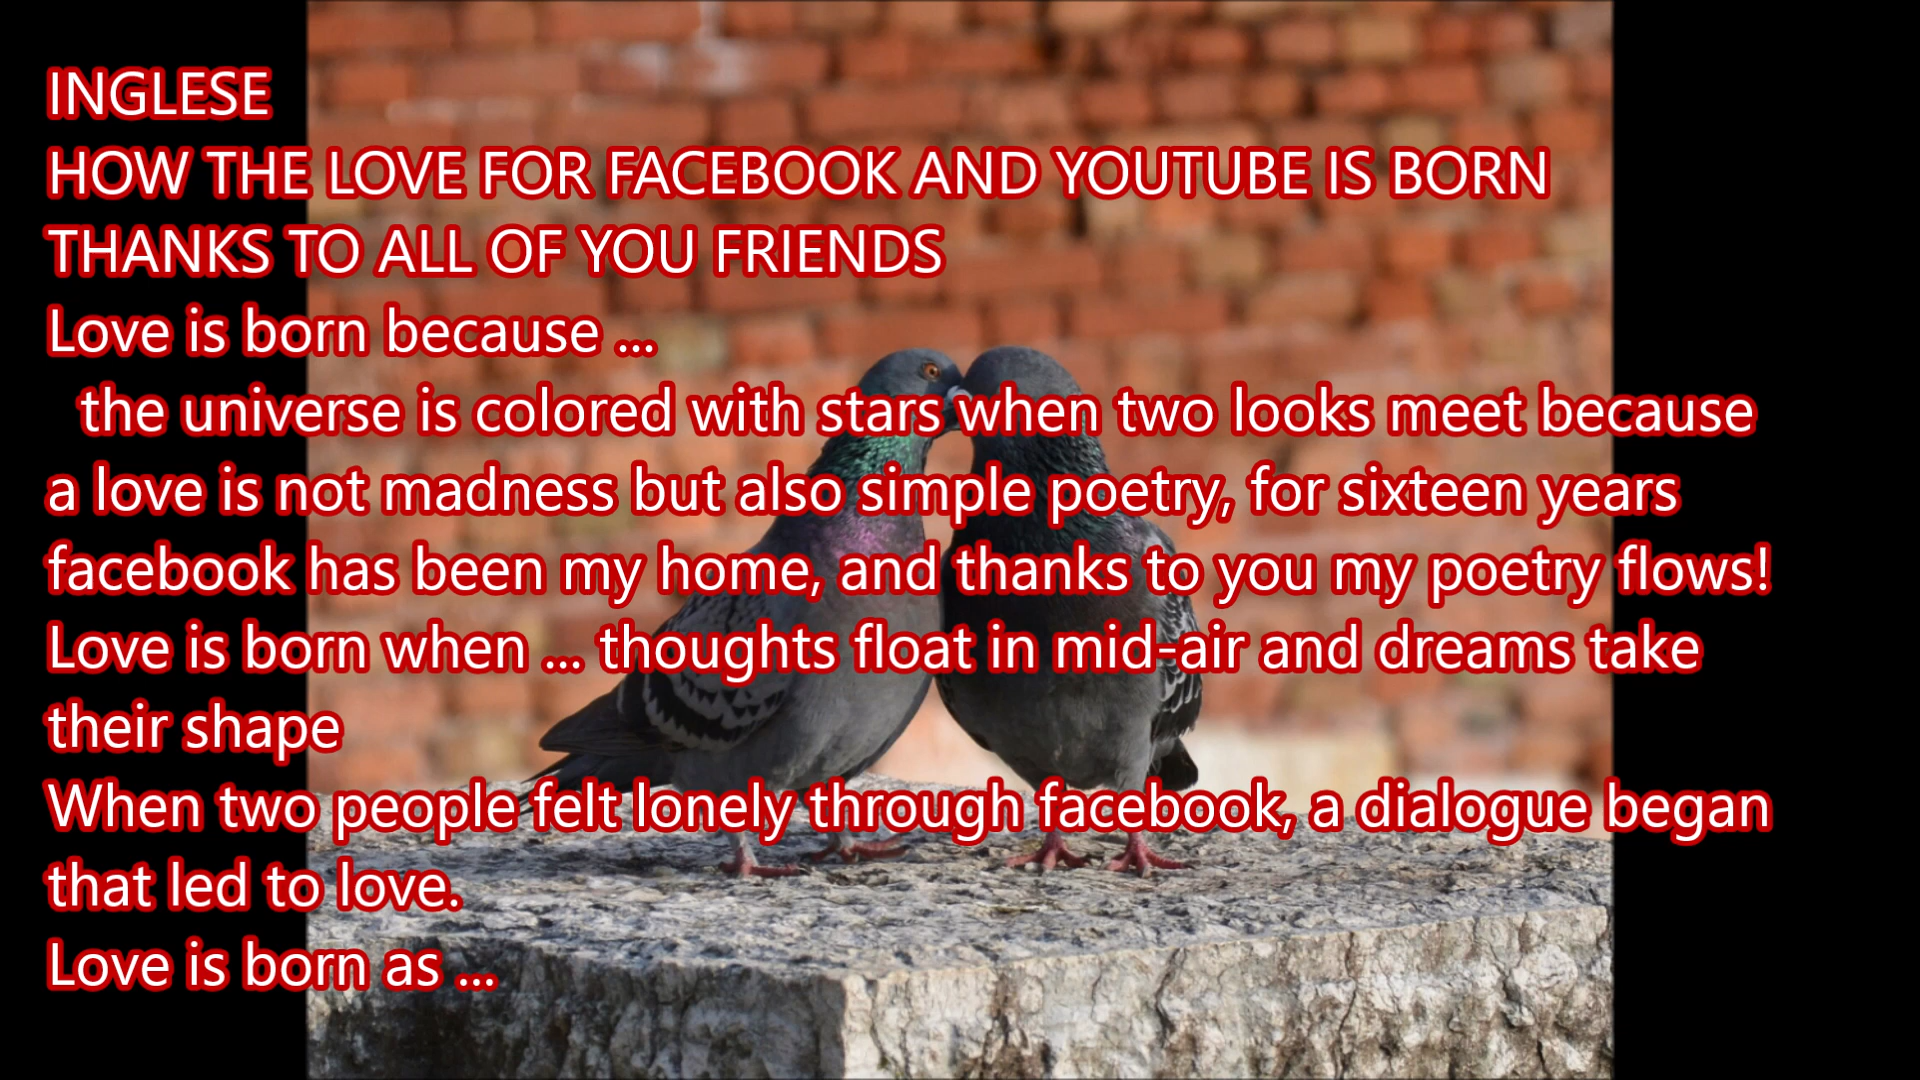 INGLESE
HOW THE LOVE FOR FACEBOOK AND YOUTUBE IS BORN
THANKS TO ALL OF YOU FRIENDS
Love is born because ...
the universe is colored with stars when two looks meet because
a love is not madness but also simple poetry, for sixteen years
facebook has been my home, and thanks to you my poetry flows!
Love is born when ... thoughts float in mid-air and dreams take
their shape
When two people felt lonely through facebook, a dialogue began
that led to love.
Love is born as ...